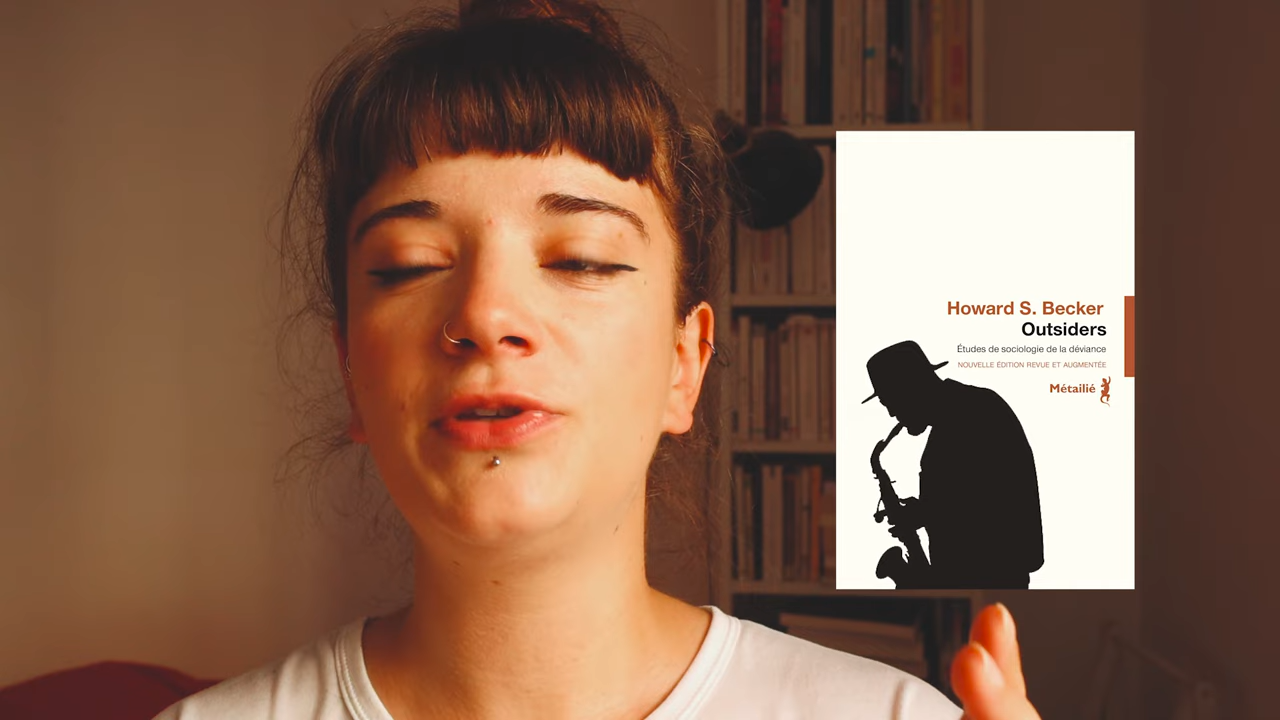 Howard S. Becker
Outsiders
Études de sociologie de la déviance
NOUVELLE ÉDITION REVUE ET AUGMENTÉE
Métailié